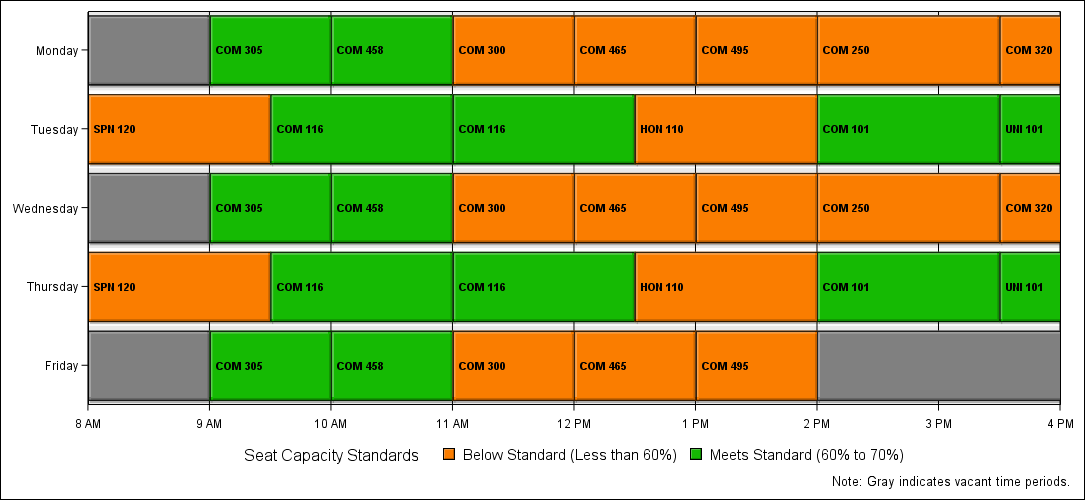 Monday COM 305 COM 458 COM 300 COM 465 COM 495 COM 250 COM 320
Tuesday SPN 120 COM 116 COM 116 HON 110 COM 101 UNI 101
Wednesday COM 305 COM 458 COM 300 COM 465 COM 495 COM 250 COM 320
Thursday SPN 120 COM 116 COM 116 HON 110 COM 101 UNI 101
Friday COM 305 COM 458 COM 300 COM 465 COM 495
8 AM 9 AM 10 AM 11 AM 12 PM 1 PM 2 PM 3 PM 4 PM
Seat Capacity Standards Below Standard (Less than 60%) Meets Standard (60% to 70%)
Note: Gray indicates vacant time periods.